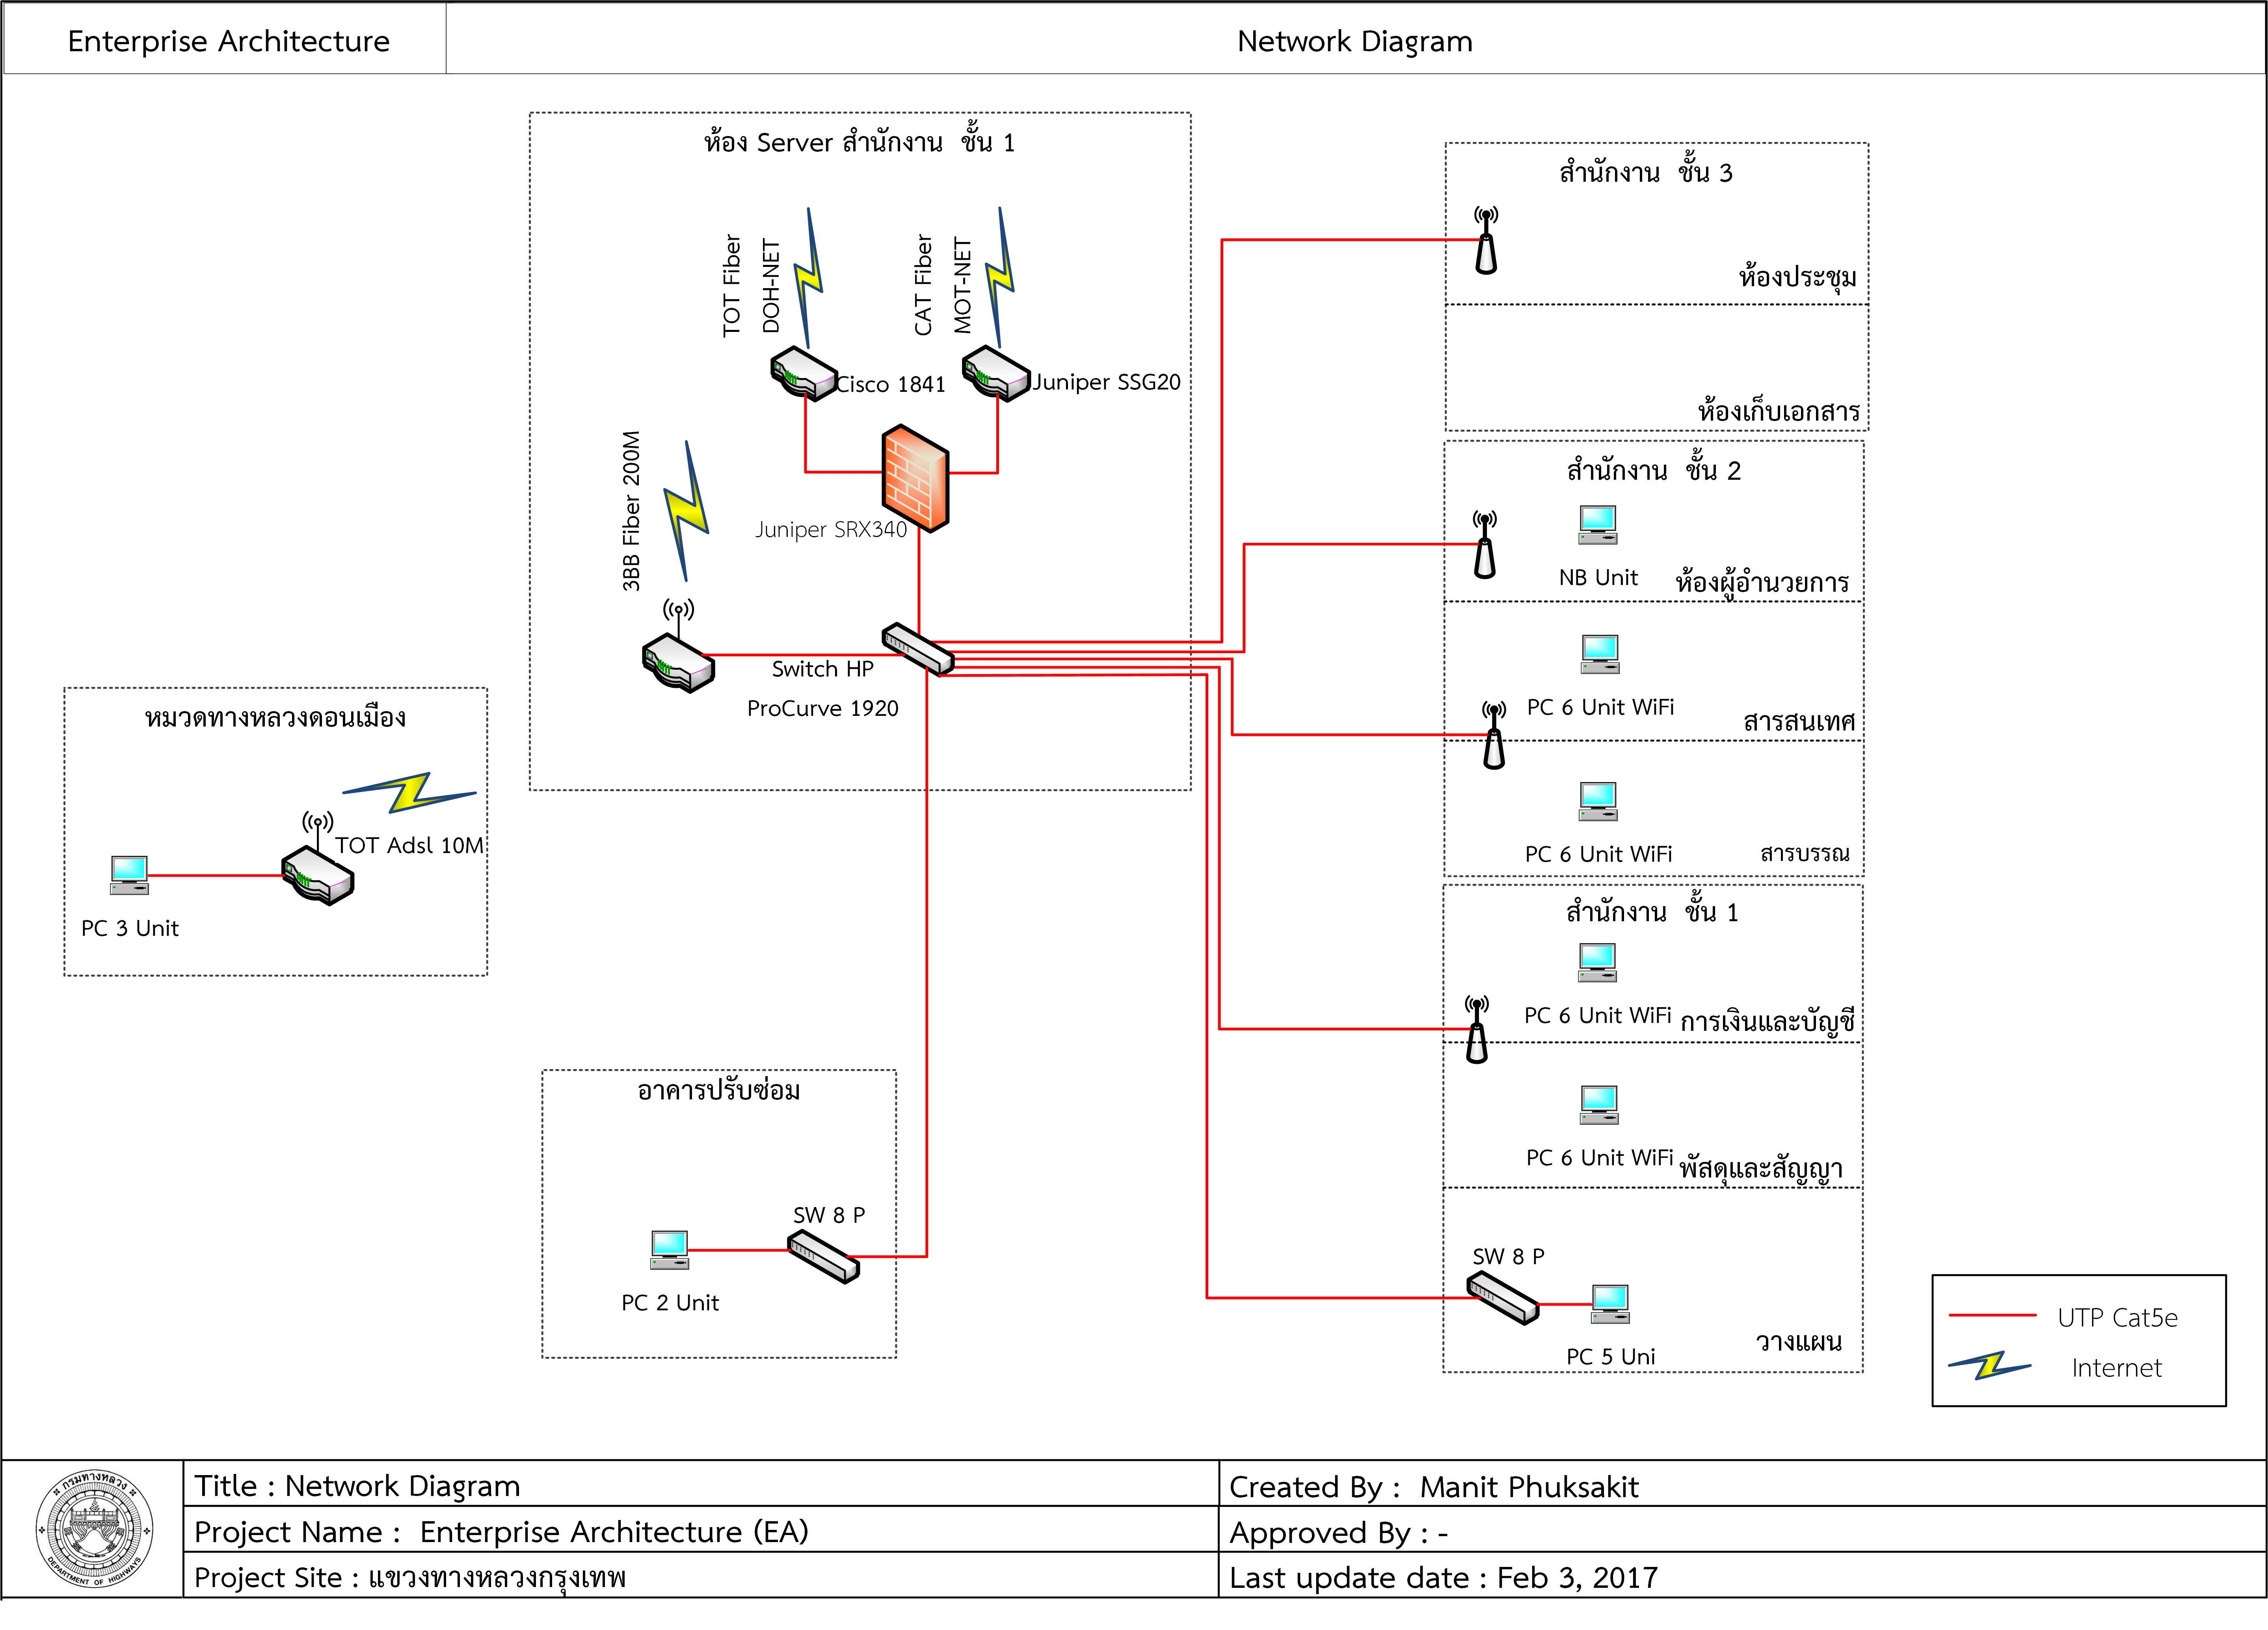 Enterprise Architecture
Network Diagram
ห้อง Server สำนักงาน ชั้น 1
TOT Fiber
DOH-NET
CAT Fiber
MOT-NET
Cisco 1841
Juniper SSG20
3BB Fiber 200M
Juniper SRX340
Switch HP
ProCurve 1920
หมวดทางหลวงดอนเมือง
TOT Adsl 10M
PC 3 Unit
อาคารปรับซ่อม
SW 8 P
PC 2 Unit
สำนักงาน ชั้น 3
ห้องประชุม
ห้องเก็บเอกสาร
สำนักงาน ชั้น 2
NB Unit
ห้องผู้อำนวยการ
PC 6 Unit WiFi
สารสนเทศ
PC 6 Unit WiFi
สารบรรณ
สำนักงาน ชั้น 1
PC 6 Unit WiFi
การเงินและบัญชี
PC 6 Unit WiFi
พัสดุและสัญญา
SW 8 P
PC 5 Uni
วางแผน
UTP Cat5e
Internet
กรมทางหลวง
DEPARTMENT OF HIGHWAYS
Title : Network Diagram
Project Name : Enterprise Architecture (EA)
Project Site : แขวงทางหลวงกรุงเทพ
Created By : Manit Phuksakit
Approved By : -
Last update date : Feb 3, 2017